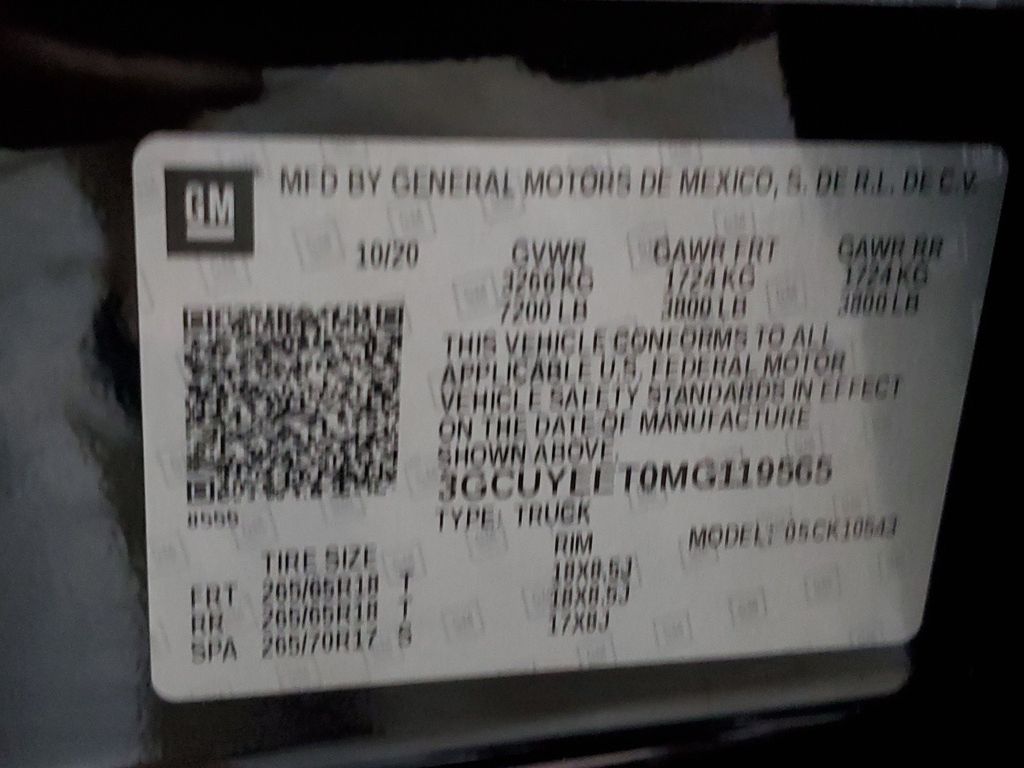 GM MFD BY GENERAL MOTORS DE MEXICO, S. DE R.L. DE C.V.
10/20 GVWR GAWR FRT GAWR RR
3266 KG 1724 KG 1724 KG
7200 LB 3800 LB 3800 LB
THIS VEHICLE CONFORMS TO ALL
APPLICABLE U.S. FEDERAL MOTOR
VEHICLE SAFETY STANDARDS IN EFFECT
ON THE DATE OF MANUFACTURE
SHOWN ABOVE.
3GCUYEET0MG119565
TYPE: TRUCK
MODEL: 05CK10543
TIRE SIZE RIM
FRT 265/65R18 T 18X8.5J
RR 265/65R18 T 18X8.5J
SPA 265/70R17 S 17X8J